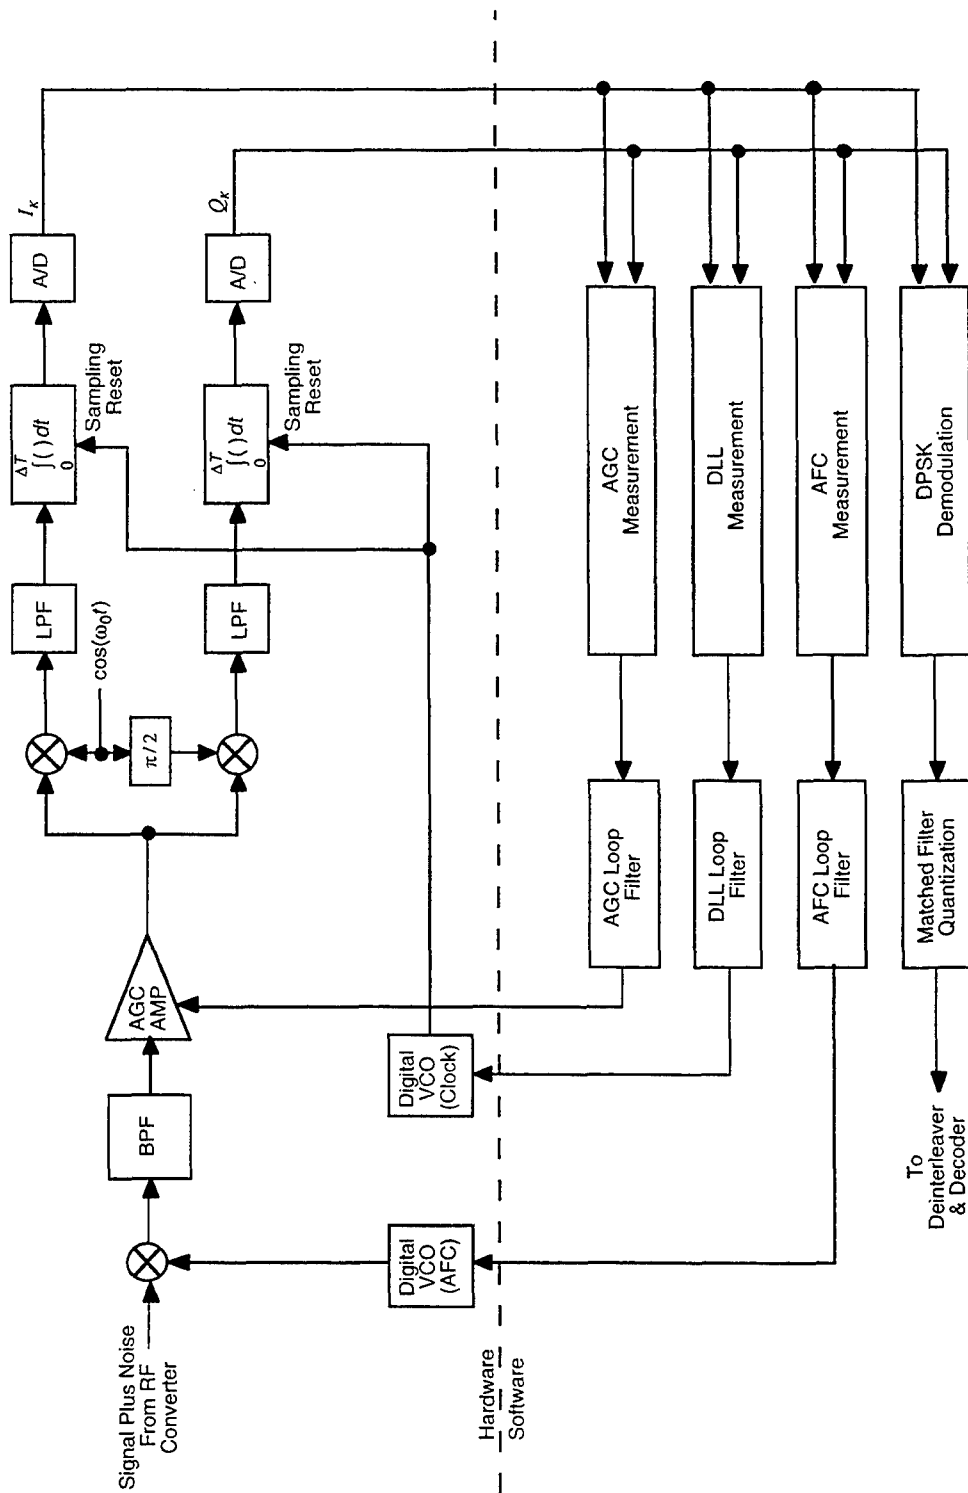 Signal Plus Noise
From RF
Converter
BPF
AGC
AMP
cos(ω₀t)
π/2
LPF
LPF
ΔT
∫( ) dt
0
Sampling
Reset
ΔT
∫( ) dt
0
Sampling
Reset
A/D
A/D
I_K
Q_K
Digital
VCO
(AFC)
Digital
VCO
(Clock)
Hardware
Software
AGC Loop
Filter
AGC
Measurement
DLL Loop
Filter
DLL
Measurement
AFC Loop
Filter
AFC
Measurement
To
Deinterleaver
& Decoder
Matched Filter
Quantization
DPSK
Demodulation